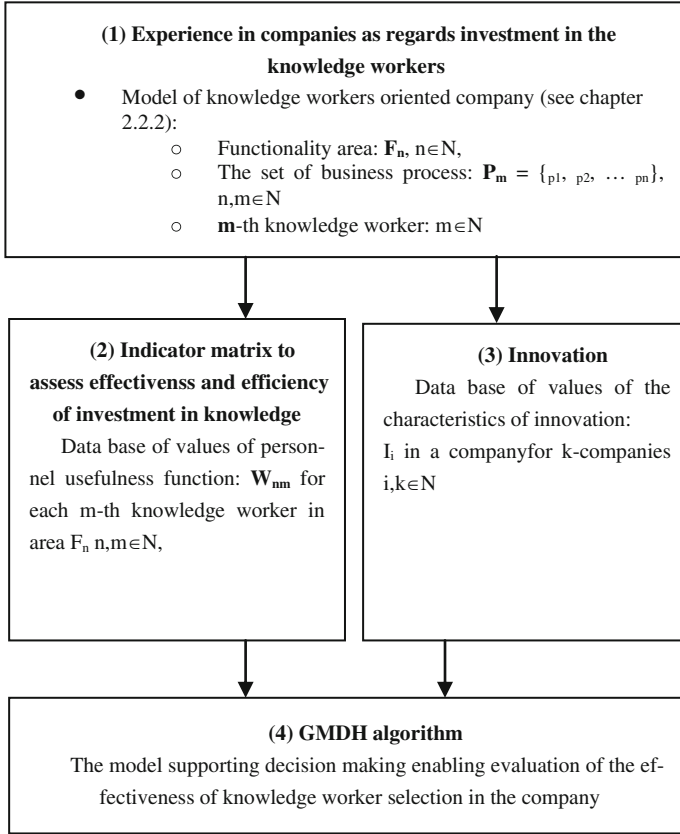 (1) Experience in companies as regards investment in the
knowledge workers
● Model of knowledge workers oriented company (see chapter
2.2.2):
○ Functionality area: Fn, n∈N,
○ The set of business process: Pm = {p1, p2, … pn},
n,m∈N
○ m-th knowledge worker: m∈N
(2) Indicator matrix to
assess effectivenss and efficiency
of investment in knowledge
Data base of values of person-
nel usefulness function: Wnm for
each m-th knowledge worker in
area Fn n,m∈N,
(3) Innovation
Data base of values of the
characteristics of innovation:
Ii in a companyfor k-companies
i,k∈N
(4) GMDH algorithm
The model supporting decision making enabling evaluation of the ef-
fectiveness of knowledge worker selection in the company